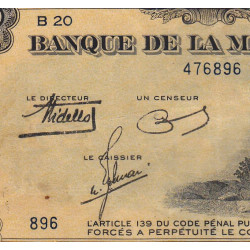 B 20
BANQUE DE LA M
476896
LE DIRECTEUR
UN CENSEUR
LE CAISSIER
896
L'ARTICLE 139 DU CODE PÉNAL PU
FORCÉS A PERPÉTUITÉ LE CO